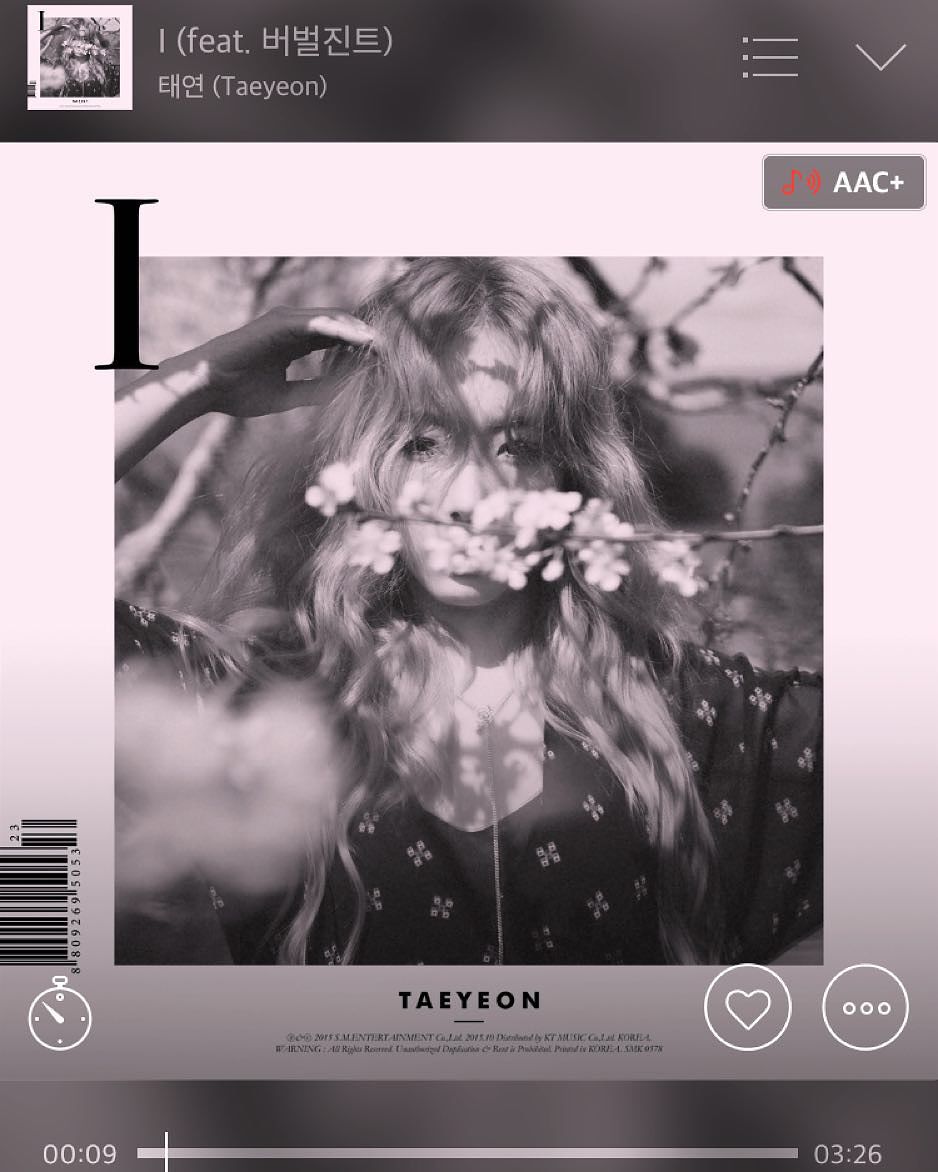 I (feat. 버벌진트)
태연 (Taeyeon)
AAC+
I
23
8 809269 505323
TAEYEON
Ⓟ&Ⓒ 2015 S.M.ENTERTAINMENT Co.,Ltd. 2015.10 Distributed by KT MUSIC Co.,Ltd. KOREA.
WARNING : All Rights Reserved. Unauthorized Duplication & Rent is Prohibited. Printed in KOREA. SMK 0578
00:09
03:26